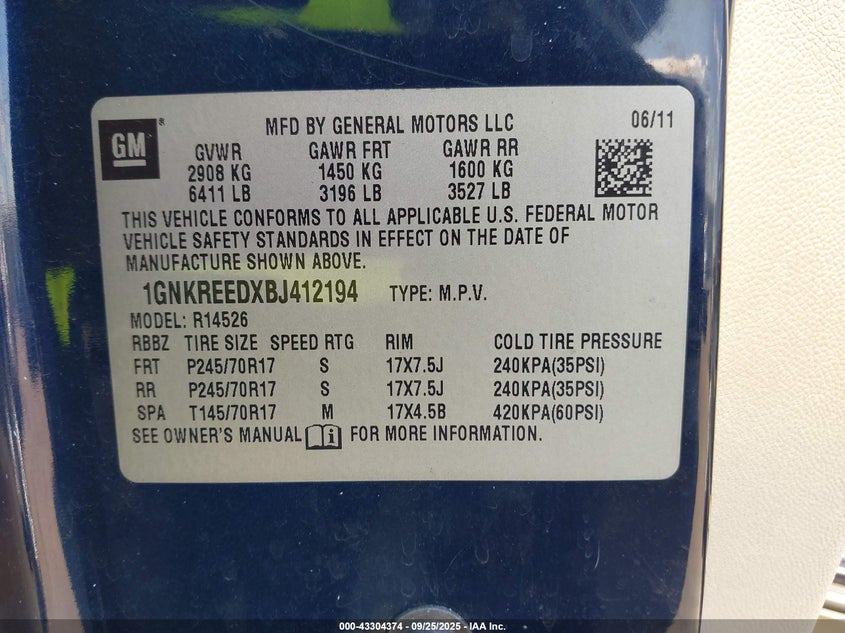 GM ® MFD BY GENERAL MOTORS LLC 06/11
GVWR GAWR FRT GAWR RR
2908 KG 1450 KG 1600 KG
6411 LB 3196 LB 3527 LB
THIS VEHICLE CONFORMS TO ALL APPLICABLE U.S. FEDERAL MOTOR
VEHICLE SAFETY STANDARDS IN EFFECT ON THE DATE OF
MANUFACTURE SHOWN ABOVE.
1GNKREEDXBJ412194 TYPE: M.P.V.
MODEL: R14526
RBBZ TIRE SIZE SPEED RTG RIM COLD TIRE PRESSURE
FRT P245/70R17 S 17X7.5J 240KPA(35PSI)
RR P245/70R17 S 17X7.5J 240KPA(35PSI)
SPA T145/70R17 M 17X4.5B 420KPA(60PSI)
SEE OWNER'S MANUAL i FOR MORE INFORMATION.
000-43304374 - 09/25/2025 - IAA Inc.